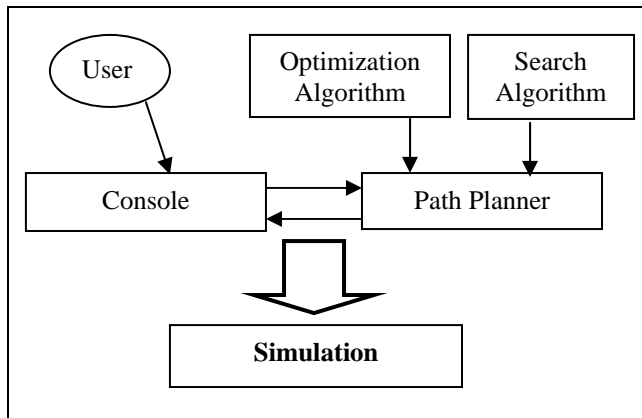 User
Optimization
Algorithm
Search
Algorithm
Console
Path Planner
Simulation